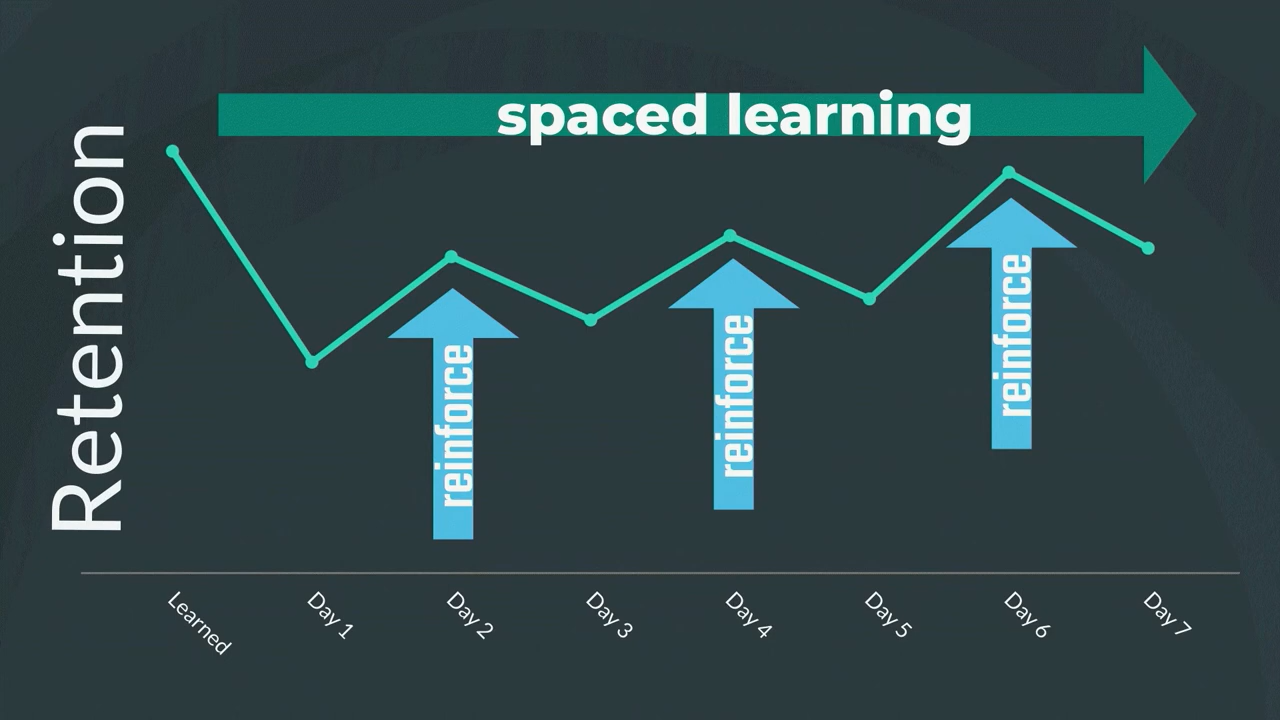 spaced learning
Retention
reinforce
reinforce
reinforce
Learned
Day 1
Day 2
Day 3
Day 4
Day 5
Day 6
Day 7